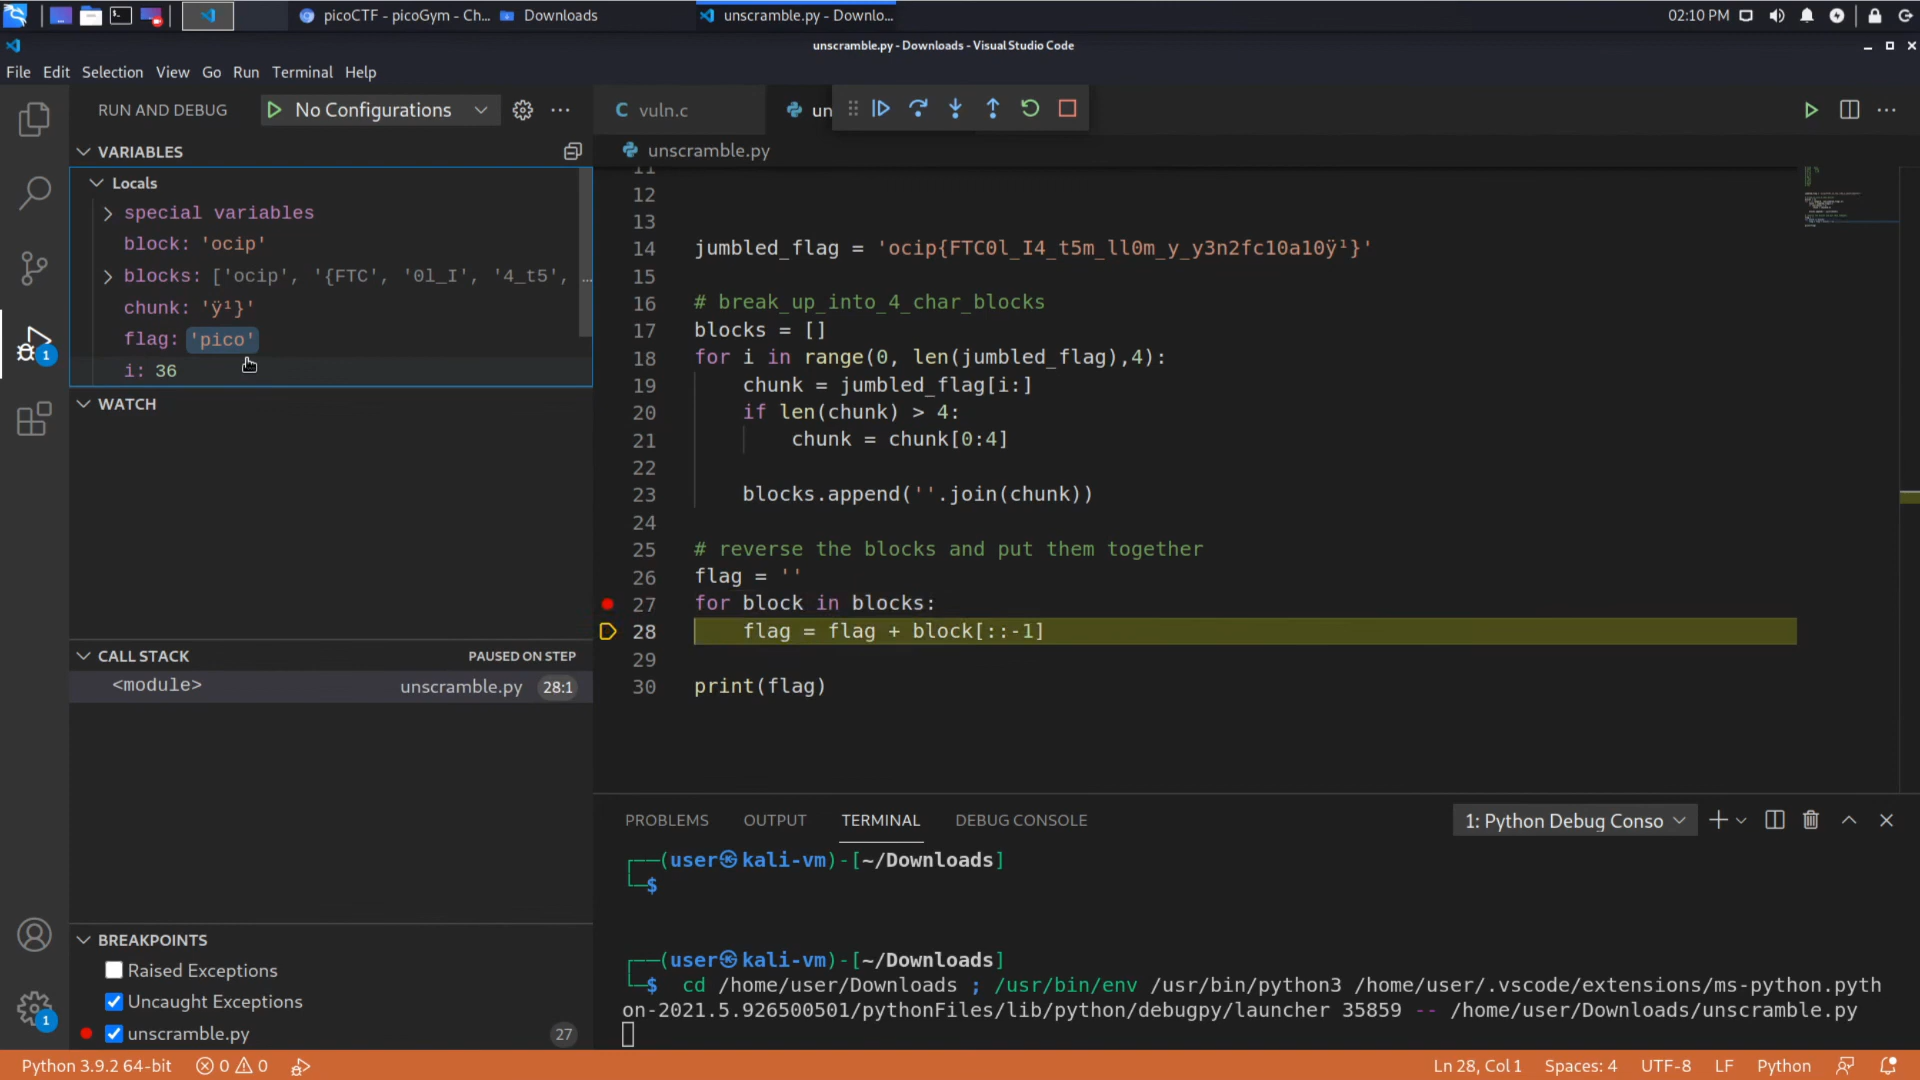 picoCTF - picoGym - Ch...
Downloads
unscramble.py - Downlo...
02:10 PM
unscramble.py - Downloads - Visual Studio Code
File Edit Selection View Go Run Terminal Help
RUN AND DEBUG
No Configurations
vuln.c
un
VARIABLES
unscramble.py
Locals
special variables
block: 'ocip'
blocks: ['ocip', '{FTC', '0l_I', '4_t5', ...
chunk: 'ÿ¹}'
flag: 'pico'
i: 36
WATCH
11
12
13
14 jumbled_flag = 'ocip{FTC0l_I4_t5m_ll0m_y_y3n2fc10a10ÿ¹}'
15
16 # break_up_into_4_char_blocks
17 blocks = []
18 for i in range(0, len(jumbled_flag),4):
19 chunk = jumbled_flag[i:]
20 if len(chunk) > 4:
21 chunk = chunk[0:4]
22
23 blocks.append(''.join(chunk))
24
25 # reverse the blocks and put them together
26 flag = ''
27 for block in blocks:
28 flag = flag + block[::-1]
29
30 print(flag)
CALL STACK PAUSED ON STEP
<module> unscramble.py 28:1
BREAKPOINTS
Raised Exceptions
Uncaught Exceptions
unscramble.py 27
1
1
PROBLEMS OUTPUT TERMINAL DEBUG CONSOLE
1: Python Debug Conso
┌──(user㉿kali-vm)-[~/Downloads]
└─$
┌──(user㉿kali-vm)-[~/Downloads]
└─$ cd /home/user/Downloads ; /usr/bin/env /usr/bin/python3 /home/user/.vscode/extensions/ms-python.pyth
on-2021.5.926500501/pythonFiles/lib/python/debugpy/launcher 35859 -- /home/user/Downloads/unscramble.py
Python 3.9.2 64-bit 0 0
Ln 28, Col 1 Spaces: 4 UTF-8 LF Python